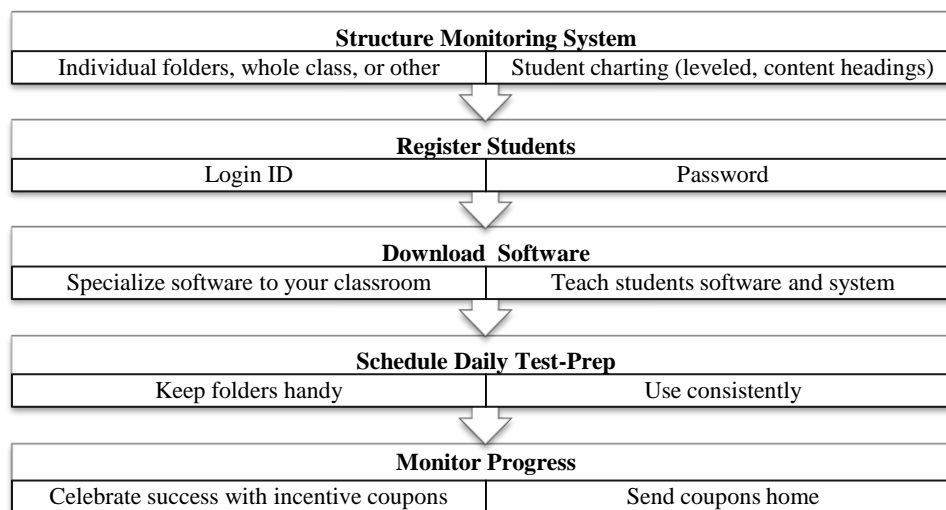 Structure Monitoring System
Individual folders, whole class, or other
Student charting (leveled, content headings)
Register Students
Login ID
Password
Download Software
Specialize software to your classroom
Teach students software and system
Schedule Daily Test-Prep
Keep folders handy
Use consistently
Monitor Progress
Celebrate success with incentive coupons
Send coupons home